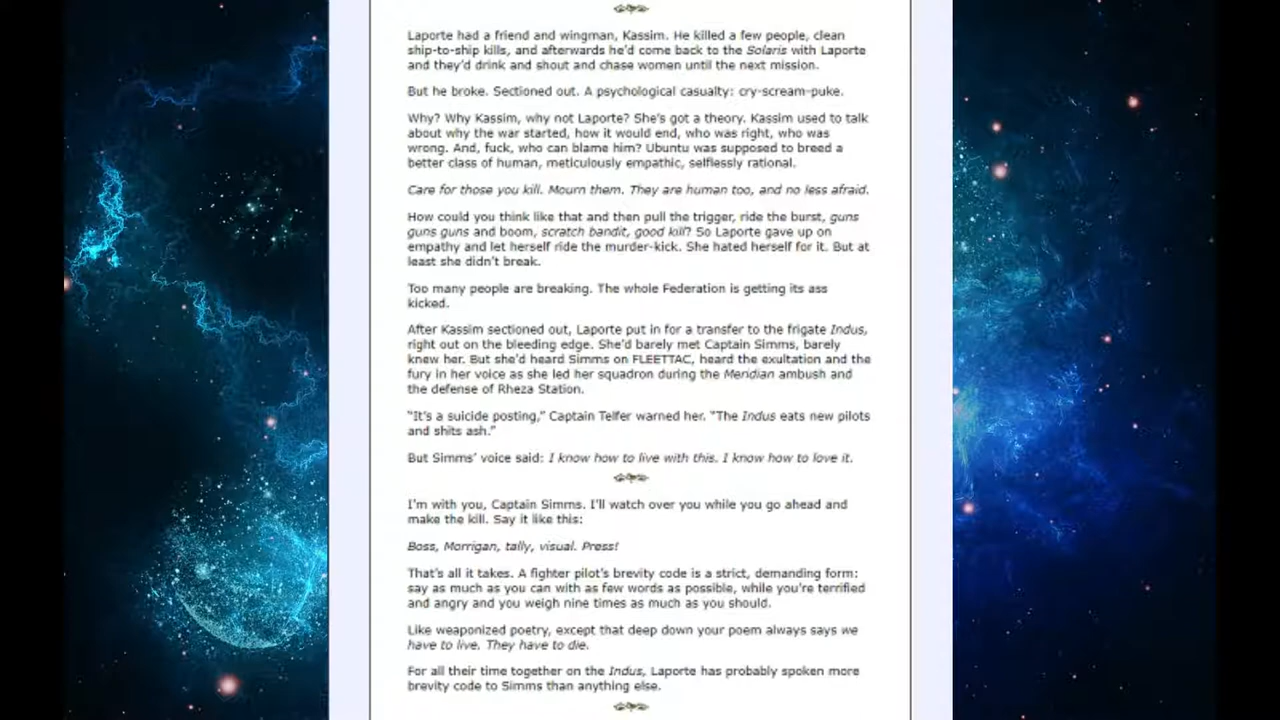 Laporte had a friend and wingman, Kassim. He killed a few people, clean
ship-to-ship kills, and afterwards he'd come back to the Solaris with Laporte
and they'd drink and shout and chase women until the next mission.
But he broke. Sectioned out. A psychological casualty: cry-scream-puke.
Why? Why Kassim, why not Laporte? She's got a theory. Kassim used to talk
about why the war started, how it would end, who was right, who was
wrong. And, fuck, who can blame him? Ubuntu was supposed to breed a
better class of human, meticulously empathic, selflessly rational.
Care for those you kill. Mourn them. They are human too, and no less afraid.
How could you think like that and then pull the trigger, ride the burst, guns
guns guns and boom, scratch bandit, good kill? So Laporte gave up on
empathy and let herself ride the murder-kick. She hated herself for it. But at
least she didn't break.
Too many people are breaking. The whole Federation is getting its ass
kicked.
After Kassim sectioned out, Laporte put in for a transfer to the frigate Indus,
right out on the bleeding edge. She'd barely met Captain Simms, barely
knew her. But she'd heard Simms on FLEETTAC, heard the exultation and the
fury in her voice as she led her squadron during the Meridian ambush and
the defense of Rheza Station.
"It's a suicide posting," Captain Telfer warned her. "The Indus eats new pilots
and shits ash."
But Simms' voice said: I know how to live with this. I know how to love it.
I'm with you, Captain Simms. I'll watch over you while you go ahead and
make the kill. Say it like this:
Boss, Morrigan, tally, visual. Press!
That's all it takes. A fighter pilot's brevity code is a strict, demanding form:
say as much as you can with as few words as possible, while you're terrified
and angry and you weigh nine times as much as you should.
Like weaponized poetry, except that deep down your poem always says we
have to live. They have to die.
For all their time together on the Indus, Laporte has probably spoken more
brevity code to Simms than anything else.